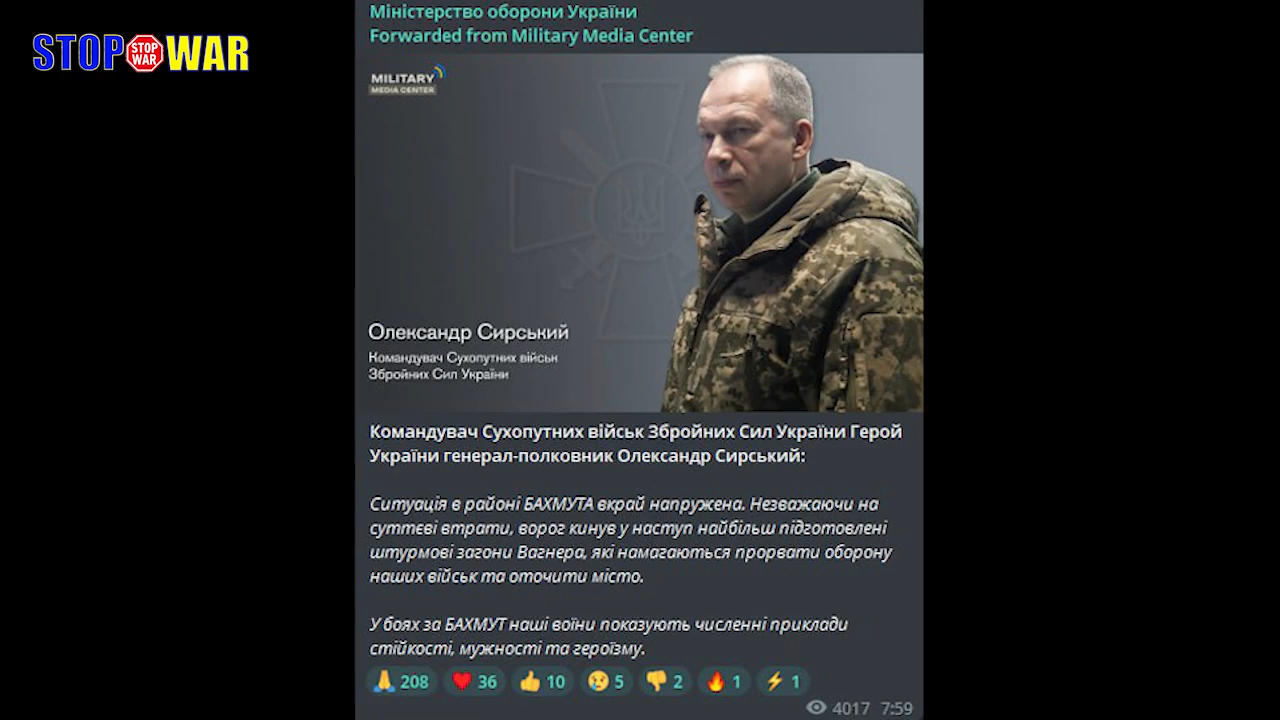 STOP STOP WAR WAR
Міністерство оборони України
Forwarded from Military Media Center
MILITARY
MEDIA CENTER
Олександр Сирський
Командувач Сухопутних військ
Збройних Сил України
Командувач Сухопутних військ Збройних Сил України Герой
України генерал-полковник Олександр Сирський:
Ситуація в районі БАХМУТА вкрай напружена. Незважаючи на
суттєві втрати, ворог кинув у наступ найбільш підготовлені
штурмові загони Вагнера, які намагаються прорвати оборону
наших військ та оточити місто.
У боях за БАХМУТ наші воїни показують численні приклади
стійкості, мужності та героїзму.
208 36 10 5 2 1 1
4017 7:59